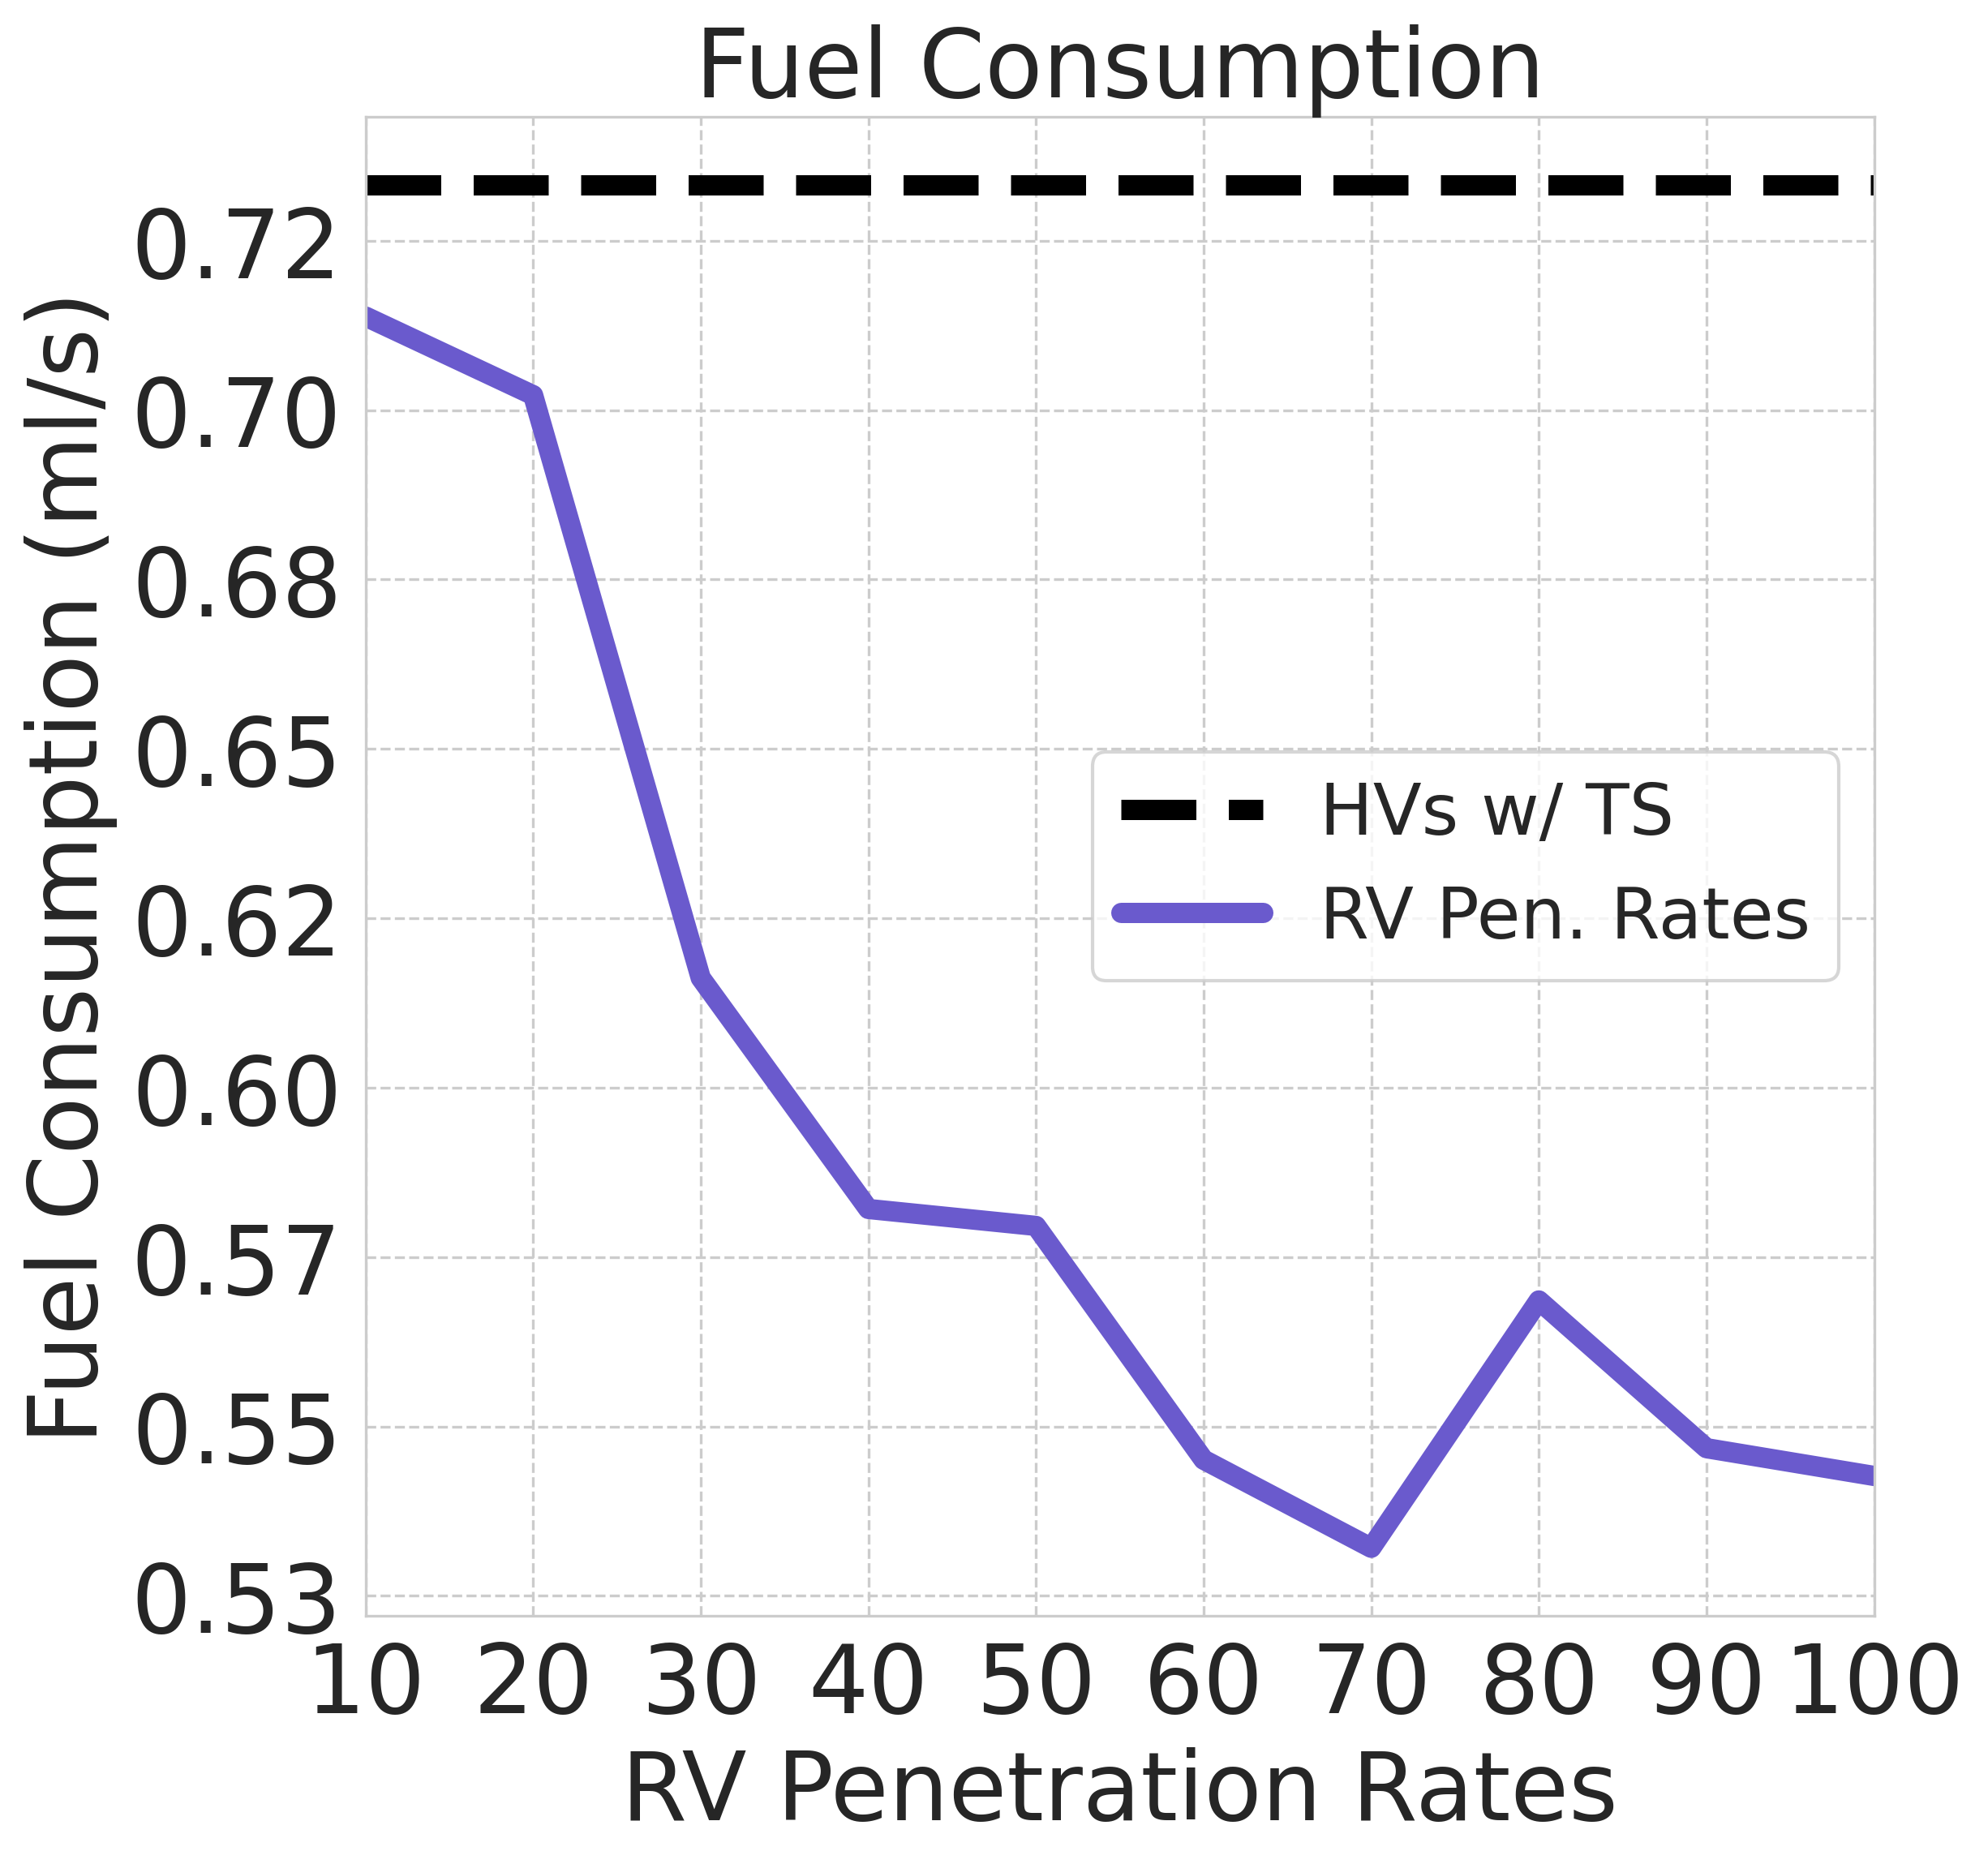 Fuel Consumption
Fuel Consumption (ml/s)
0.72
0.70
0.68
0.65
0.62
0.60
0.57
0.55
0.53
HVs w/ TS
RV Pen. Rates
10 20 30 40 50 60 70 80 90 100
RV Penetration Rates